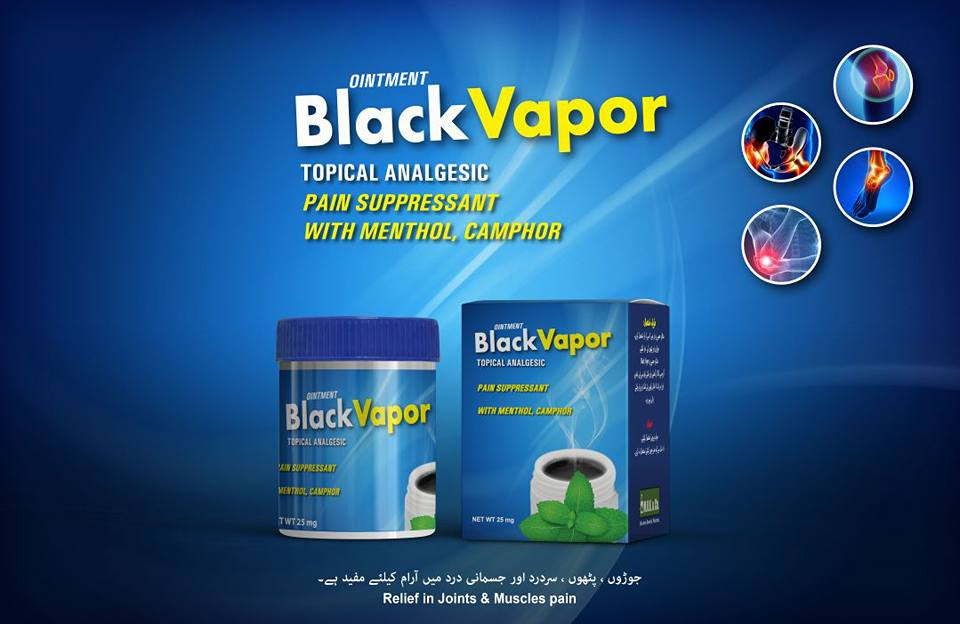 OINTMENT
BlackVapor
TOPICAL ANALGESIC
PAIN SUPPRESSANT
WITH MENTHOL, CAMPHOR
OINTMENT
BlackVapor
TOPICAL ANALGESIC
AIN SUPPRESSANT
MENTHOL, CAMPHOR
T WT 25 mg
OINTMENT
BlackVapor
TOPICAL ANALGESIC
PAIN SUPPRESSANT
WITH MENTHOL, CAMPHOR
NET WT 25 mg
جوڑوں ، پٹھوں ، سردرد اور جسمانی درد میں آرام کیلئے مفید ہے۔
Relief in Joints & Muscles pain